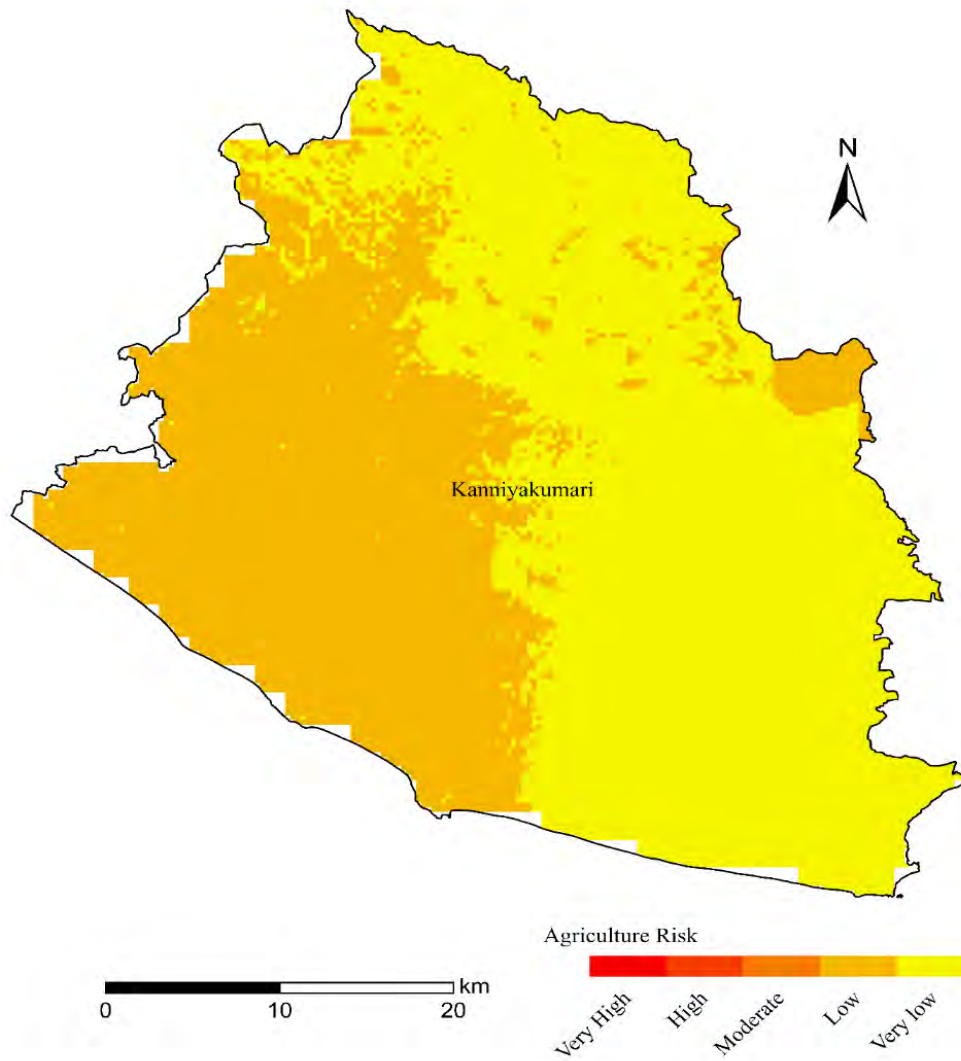 N
Kanniyakumari
Agriculture Risk
km
0 10 20
Very High High Moderate Low Very low